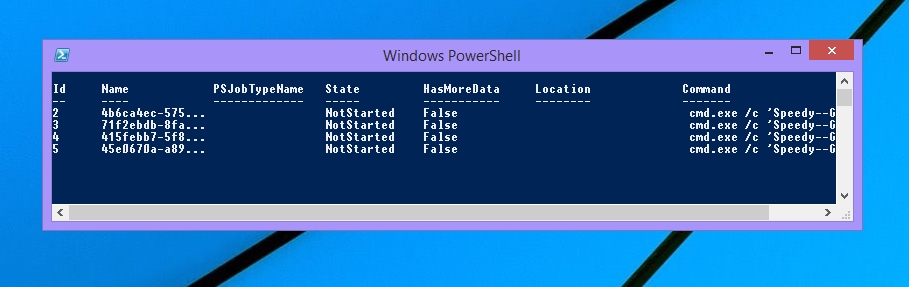 Windows PowerShell
Id Name PSJobTypeName State HasMoreData Location Command
-- ---- ------------- ----- ----------- -------- -------
2 4b6ca4ec-575... NotStarted False cmd.exe /c 'Speedy--G
3 71f2ebdb-8fa... NotStarted False cmd.exe /c 'Speedy--G
4 415febb7-5f8... NotStarted False cmd.exe /c 'Speedy--G
5 45e0670a-a89... NotStarted False cmd.exe /c 'Speedy--G